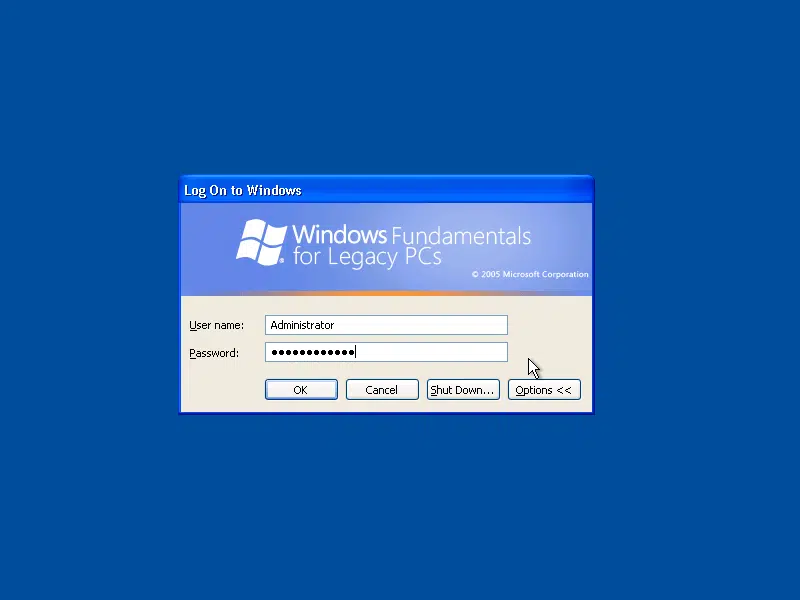 Log On to Windows
Windows Fundamentals
for Legacy PCs
© 2005 Microsoft Corporation
User name: Administrator
Password: ●●●●●●●●●●●●
OK Cancel Shut Down... Options <<